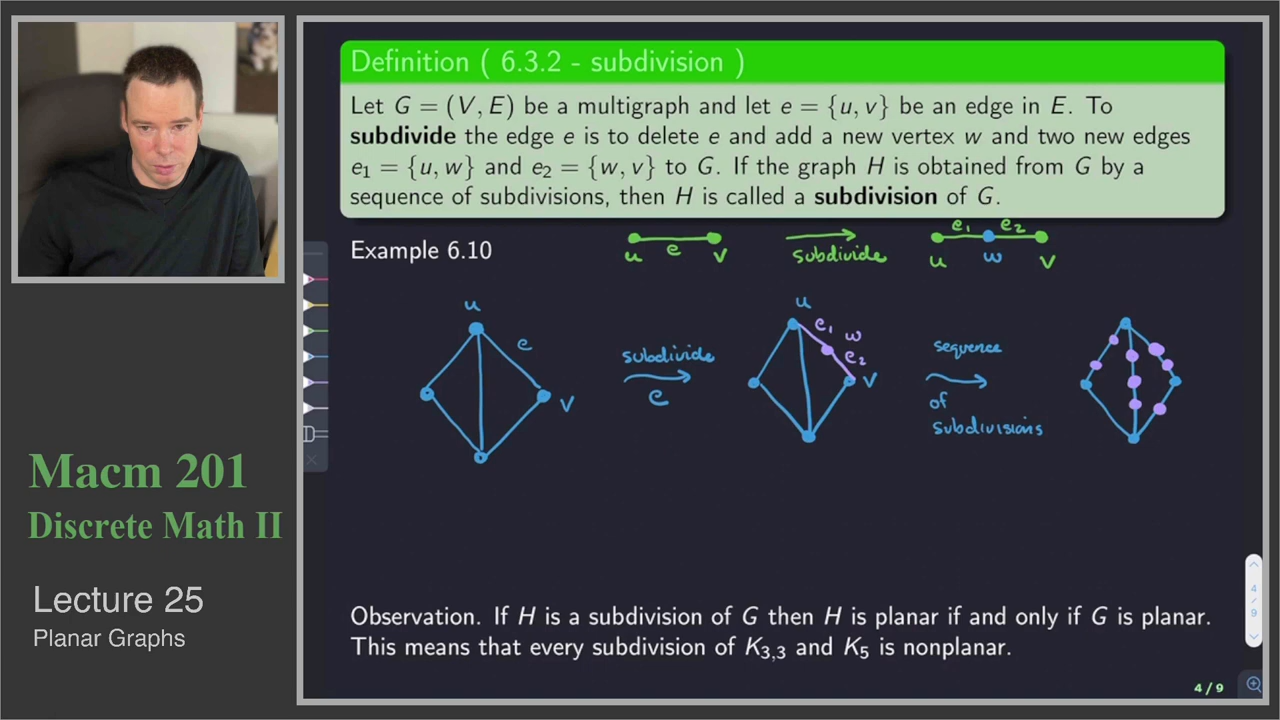 Definition ( 6.3.2 - subdivision )
Let G = (V, E) be a multigraph and let e = {u, v} be an edge in E. To
subdivide the edge e is to delete e and add a new vertex w and two new edges
e₁ = {u, w} and e₂ = {w, v} to G. If the graph H is obtained from G by a
sequence of subdivisions, then H is called a subdivision of G.
Example 6.10
u e v
subdivide
e₁ e₂
u w v
u
e
v
subdivide
e
u
e₁ w
e₂
v
sequence
of
subdivisions
Observation. If H is a subdivision of G then H is planar if and only if G is planar.
This means that every subdivision of K₃,₃ and K₅ is nonplanar.
4 / 9
4
/
9
Macm 201
Discrete Math II
Lecture 25
Planar Graphs